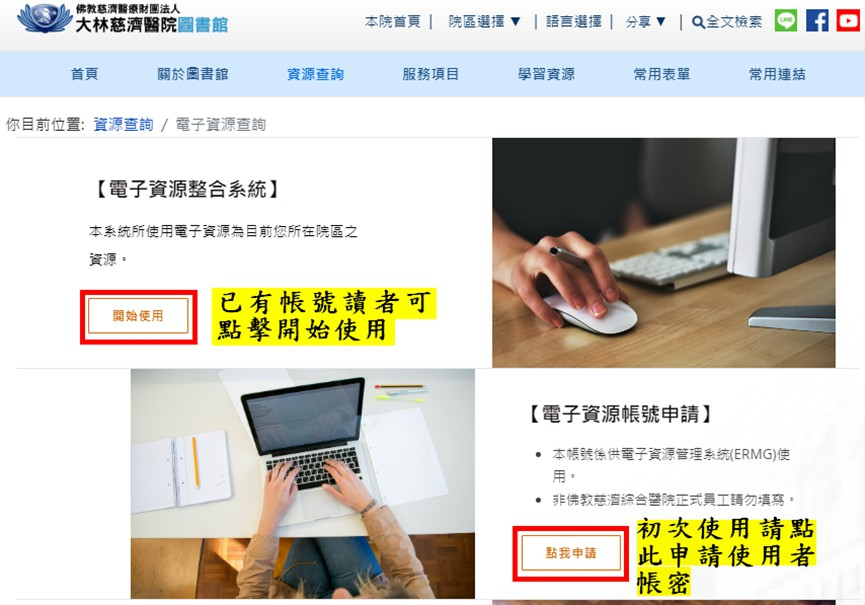 佛教慈濟醫療財團法人
大林慈濟醫院圖書館
本院首頁 | 院區選擇 ▼ | 語言選擇 | 分享 ▼ | 全文檢索
LINE
首頁 關於圖書館 資源查詢 服務項目 學習資源 常用表單 常用連結
你目前位置: 資源查詢 / 電子資源查詢
【電子資源整合系統】
本系統所使用電子資源為目前您所在院區之
資源。
開始使用
已有帳號讀者可
點擊開始使用
【電子資源帳號申請】
• 本帳號係供電子資源管理系統(ERMG)使
用。
• 非佛教慈濟綜合醫院正式員工請勿填寫。
點我申請
初次使用請點
此申請使用者
帳密